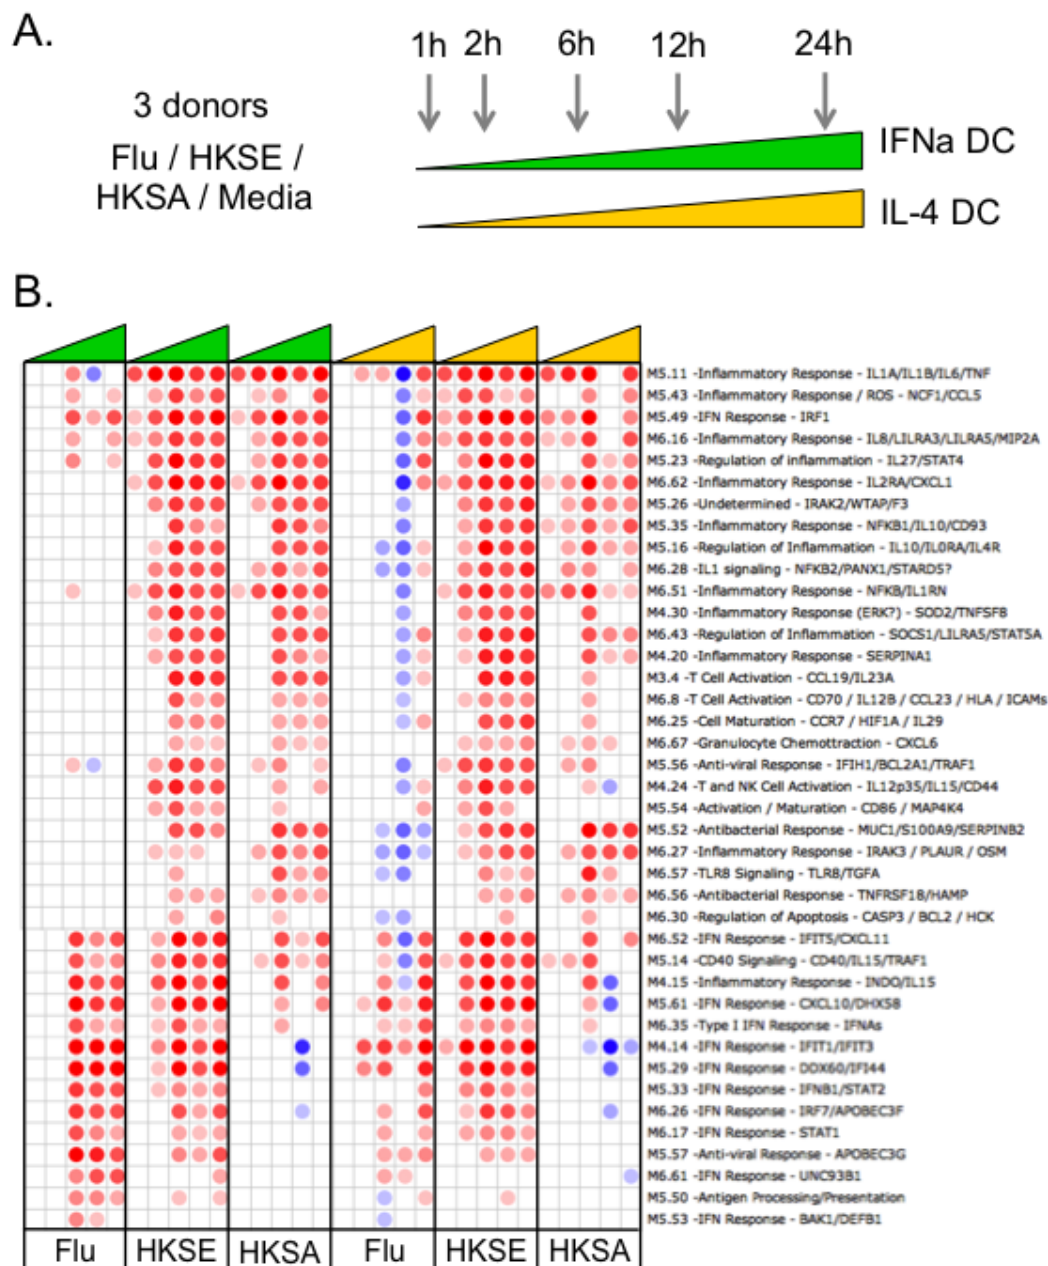 A.
1h 2h 6h 12h 24h
3 donors
Flu / HKSE /
HKSA / Media
IFNa DC
IL-4 DC
B.
M5.11 -Inflammatory Response - IL1A/IL1B/IL6/TNF
M5.43 -Inflammatory Response / ROS - NCF1/CCL5
M5.49 -IFN Response - IRF1
M6.16 -Inflammatory Response - IL8/LILRA3/LILRA5/MIP2A
M5.23 -Regulation of inflammation - IL27/STAT4
M6.62 -Inflammatory Response - IL2RA/CXCL1
M5.26 -Undetermined - IRAK2/WTAP/F3
M5.35 -Inflammatory Response - NFKB1/IL10/CD93
M5.16 -Regulation of Inflammation - IL10/IL0RA/IL4R
M6.28 -IL1 signaling - NFKB2/PANX1/STARD5?
M6.51 -Inflammatory Response - NFKB/IL1RN
M4.30 -Inflammatory Response (ERK?) - SOD2/TNFSF8
M6.43 -Regulation of Inflammation - SOCS1/LILRA5/STAT5A
M4.20 -Inflammatory Response - SERPINA1
M3.4 -T Cell Activation - CCL19/IL23A
M6.8 -T Cell Activation - CD70 / IL12B / CCL23 / HLA / ICAMs
M6.25 -Cell Maturation - CCR7 / HIF1A / IL29
M6.67 -Granulocyte Chemottraction - CXCL6
M5.56 -Anti-viral Response - IFIH1/BCL2A1/TRAF1
M4.24 -T and NK Cell Activation - IL12p35/IL15/CD44
M5.54 -Activation / Maturation - CD86 / MAP4K4
M5.52 -Antibacterial Response - MUC1/S100A9/SERPINB2
M6.27 -Inflammatory Response - IRAK3 / PLAUR / OSM
M6.57 -TLR8 Signaling - TLR8/TGFA
M6.56 -Antibacterial Response - TNFRSF18/HAMP
M6.30 -Regulation of Apoptosis - CASP3 / BCL2 / HCK
M6.52 -IFN Response - IFIT5/CXCL11
M5.14 -CD40 Signaling - CD40/IL15/TRAF1
M4.15 -Inflammatory Response - INDO/IL15
M5.61 -IFN Response - CXCL10/DHX58
M6.35 -Type I IFN Response - IFNAs
M4.14 -IFN Response - IFIT1/IFIT3
M5.29 -IFN Response - DDX60/IFI44
M5.33 -IFN Response - IFNB1/STAT2
M6.26 -IFN Response - IRF7/APOBEC3F
M6.17 -IFN Response - STAT1
M5.57 -Anti-viral Response - APOBEC3G
M6.61 -IFN Response - UNC93B1
M5.50 -Antigen Processing/Presentation
M5.53 -IFN Response - BAK1/DEFB1
Flu HKSE HKSA Flu HKSE HKSA